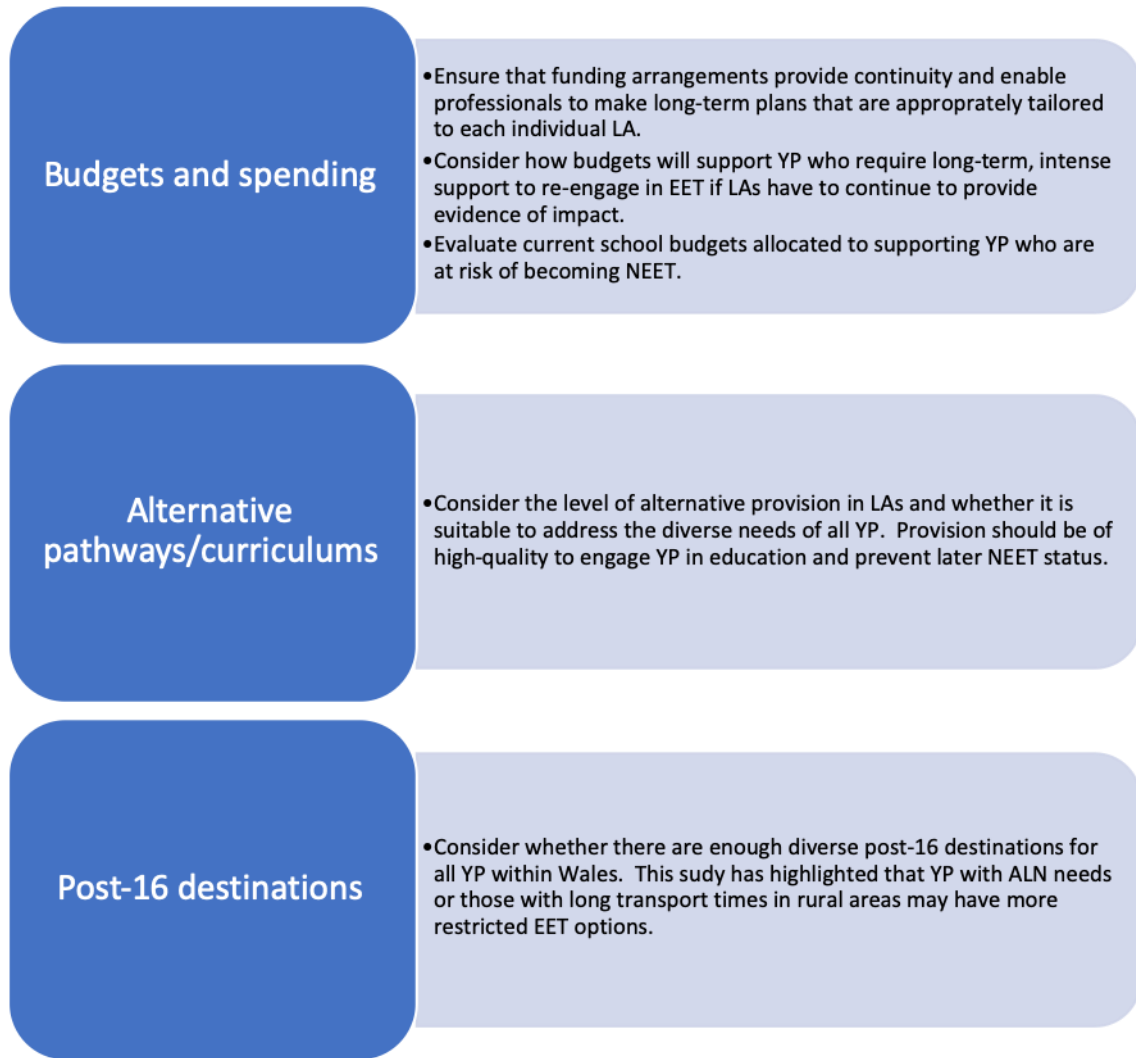 Budgets and spending
•Ensure that funding arrangements provide continuity and enable
professionals to make long-term plans that are approprately tailored
to each individual LA.
•Consider how budgets will support YP who require long-term, intense
support to re-engage in EET if LAs have to continue to provide
evidence of impact.
•Evaluate current school budgets allocated to supporting YP who are
at risk of becoming NEET.
Alternative
pathways/curriculums
•Consider the level of alternative provision in LAs and whether it is
suitable to address the diverse needs of all YP.  Provision should be of
high-quality to engage YP in education and prevent later NEET status.
Post-16 destinations
•Consider whether there are enough diverse post-16 destinations for
all YP within Wales.  This sudy has highlighted that YP with ALN needs
or those with long transport times in rural areas may have more
restricted EET options.